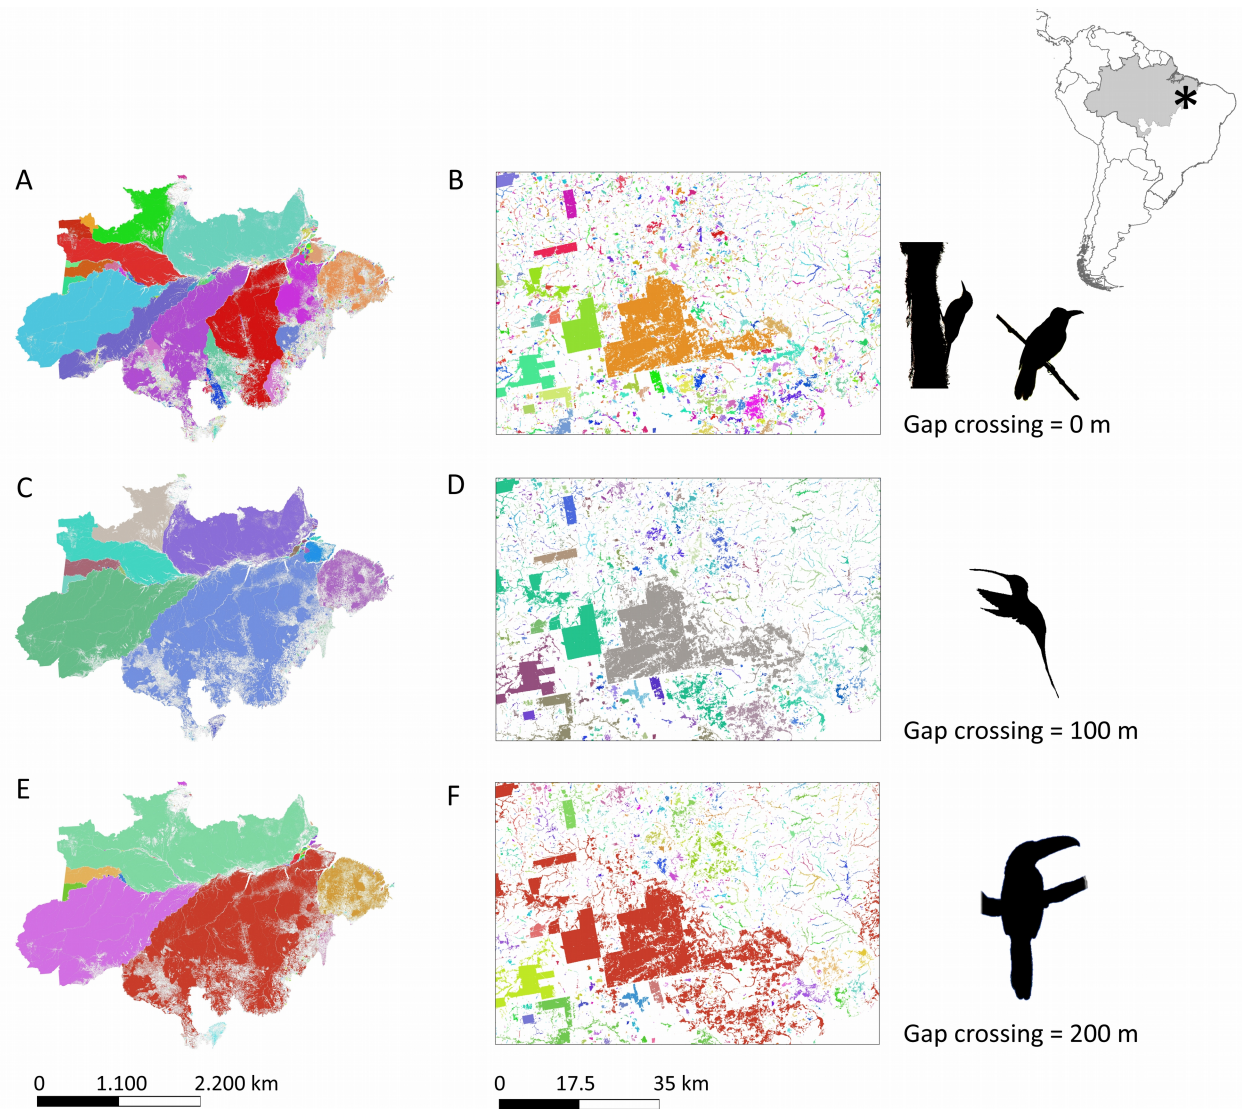 *
A
B
Gap crossing = 0 m
C
D
Gap crossing = 100 m
E
F
Gap crossing = 200 m
0 1.100 2.200 km
0 17.5 35 km